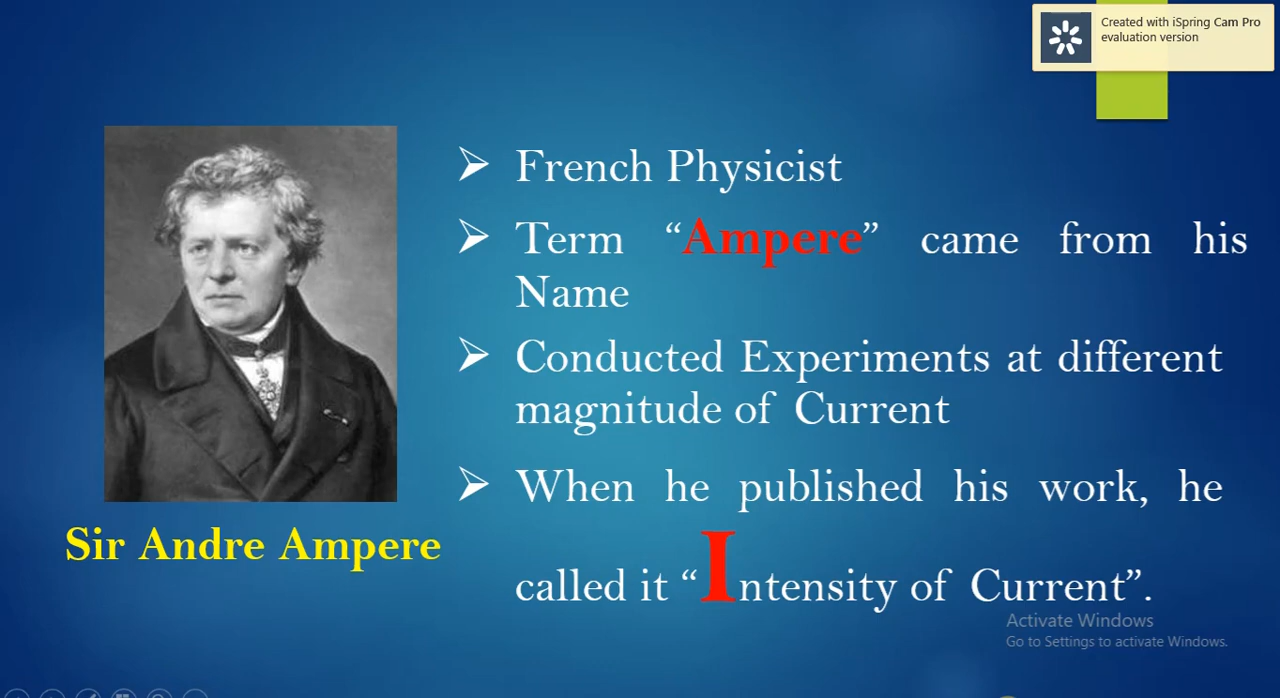 Created with iSpring Cam Pro
evaluation version
French Physicist
Term “Ampere” came from his
Name
Conducted Experiments at different
magnitude of Current
When he published his work, he
called it “Intensity of Current”.
Sir Andre Ampere
Activate Windows
Go to Settings to activate Windows.